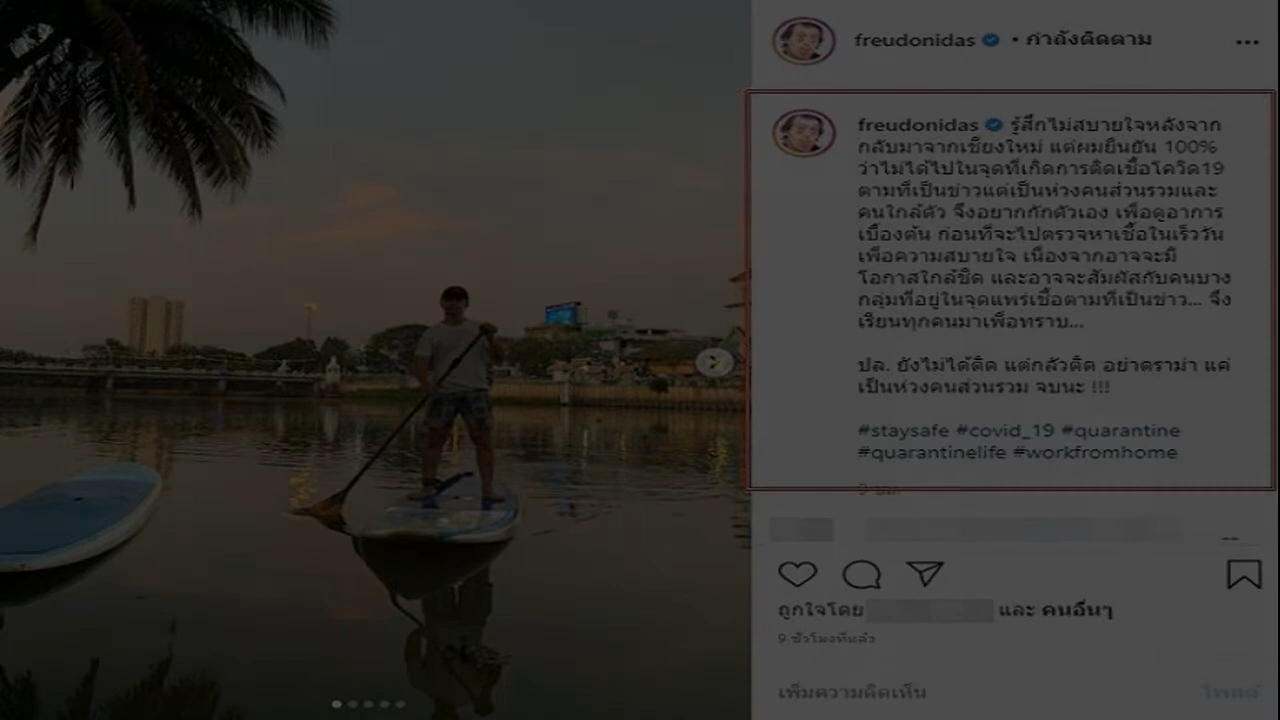 freudonidas • กำลังติดตาม
freudonidas รู้สึกไม่สบายใจหลังจาก
กลับมาจากเชียงใหม่ แต่ผมยืนยัน 100%
ว่าไม่ได้ไปในจุดที่เกิดการติดเชื้อโควิด19
ตามที่เป็นข่าวแต่เป็นห่วงคนส่วนรวมและ
คนใกล้ตัว จึงอยากกักตัวเอง เพื่อดูอาการ
เบื้องต้น ก่อนที่จะไปตรวจหาเชื้อในเร็ววัน
เพื่อความสบายใจ เนื่องจากอาจจะมี
โอกาสใกล้ชิด และอาจจะสัมผัสกับคนบาง
กลุ่มที่อยู่ในจุดแพร่เชื้อตามที่เป็นข่าว... จึง
เรียนทุกคนมาเพื่อทราบ...
ปล. ยังไม่ได้ติด แต่กลัวติด อย่าดราม่า แค่
เป็นห่วงคนส่วนรวม จบนะ !!!
#staysafe #covid_19 #quarantine
#quarantinelife #workfromhome
ถูกใจโดย และ คนอื่นๆ
9 ชั่วโมงที่แล้ว
เพิ่มความคิดเห็น โพสต์